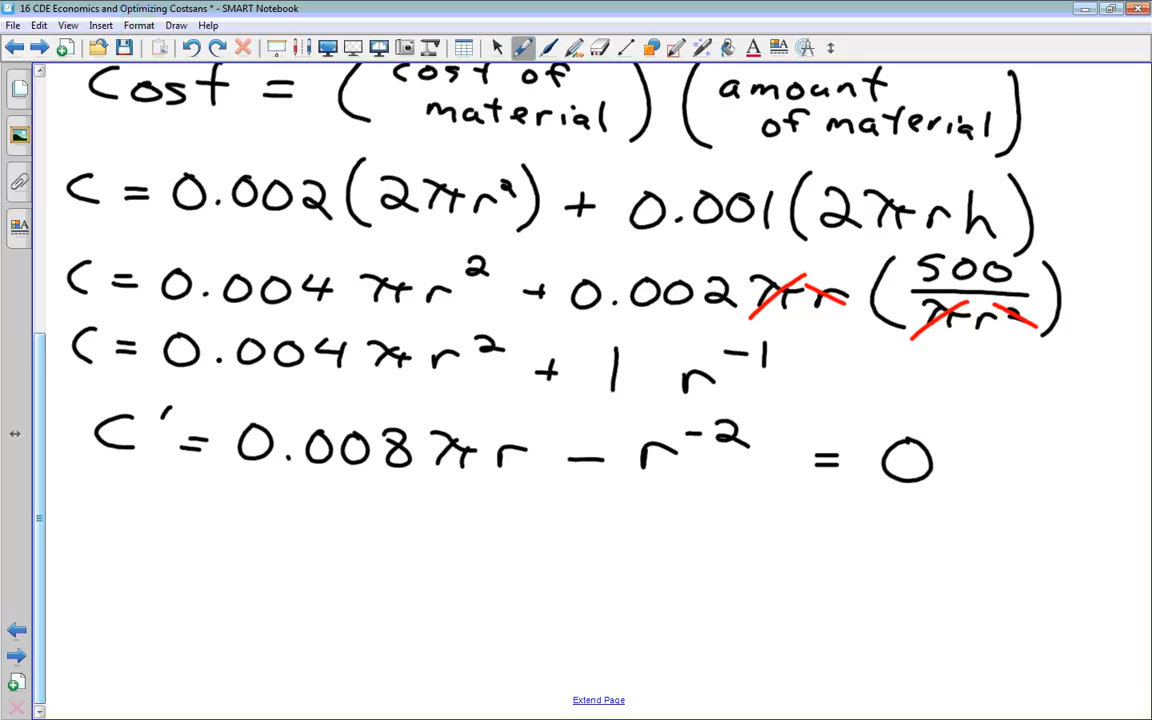 16 CDE Economics and Optimizing Costsans * - SMART Notebook
File Edit View Insert Format Tools Draw Help
Cost = (cost of material) (amount of material)
C = 0.002(2πr²) + 0.001(2πrh)
C = 0.004πr² + 0.002πr(500/πr²)
C = 0.004πr² + 1 r⁻¹
C′ = 0.008πr − r⁻² = 0
Extend Page